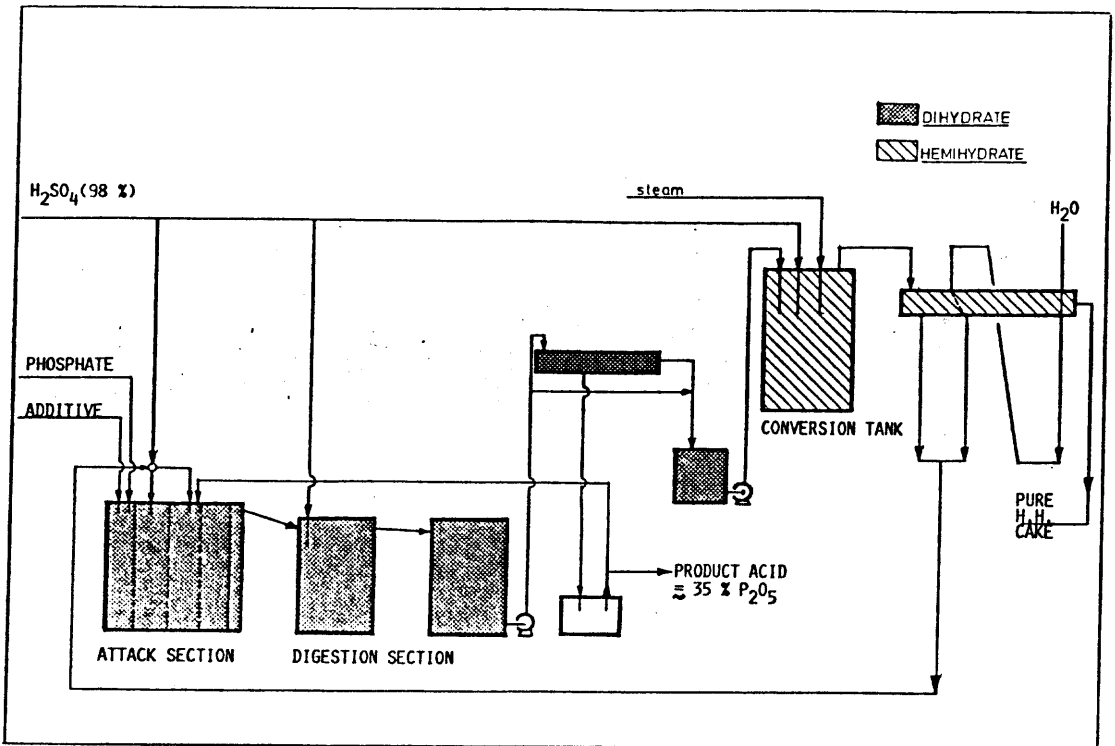 DIHYDRATE
HEMIHYDRATE
H2SO4(98 %)
steam
H2O
PHOSPHATE
ADDITIVE
CONVERSION TANK
PURE
H.H.
CAKE
PRODUCT ACID
≈ 35 % P2O5
ATTACK SECTION
DIGESTION SECTION